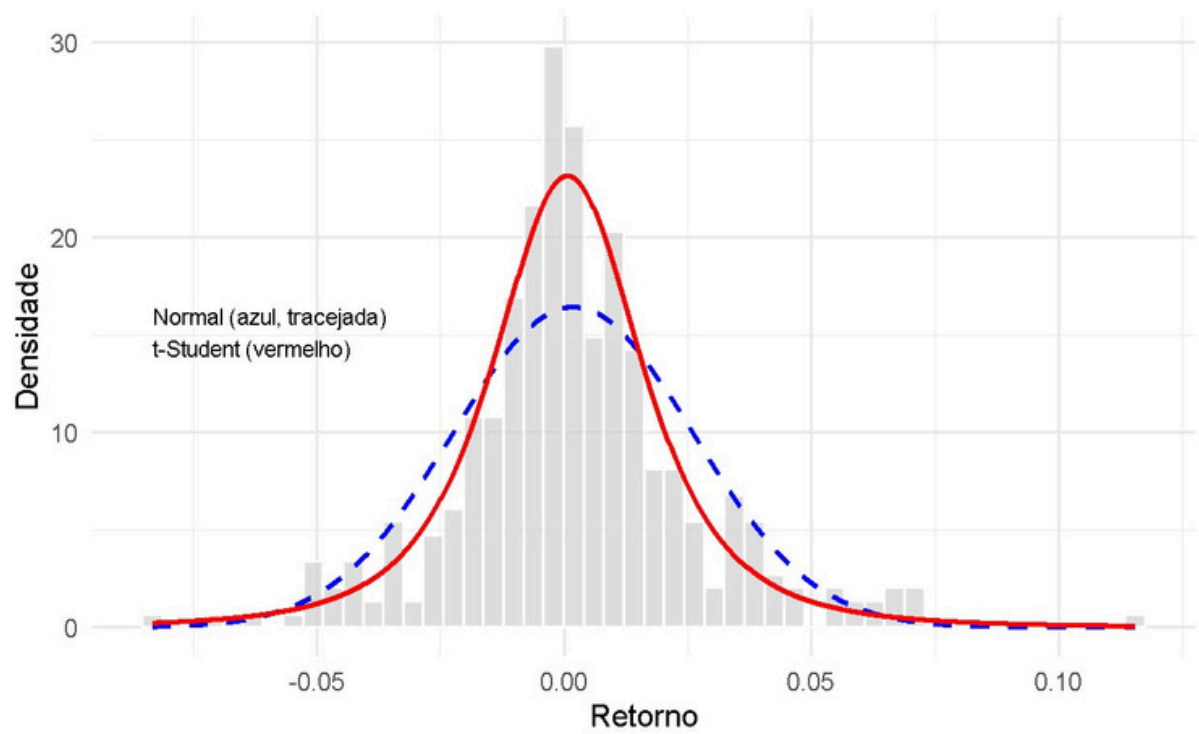 30
20
10
0
Densidade
Normal (azul, tracejada)
t-Student (vermelho)
-0.05
0.00
0.05
0.10
Retorno